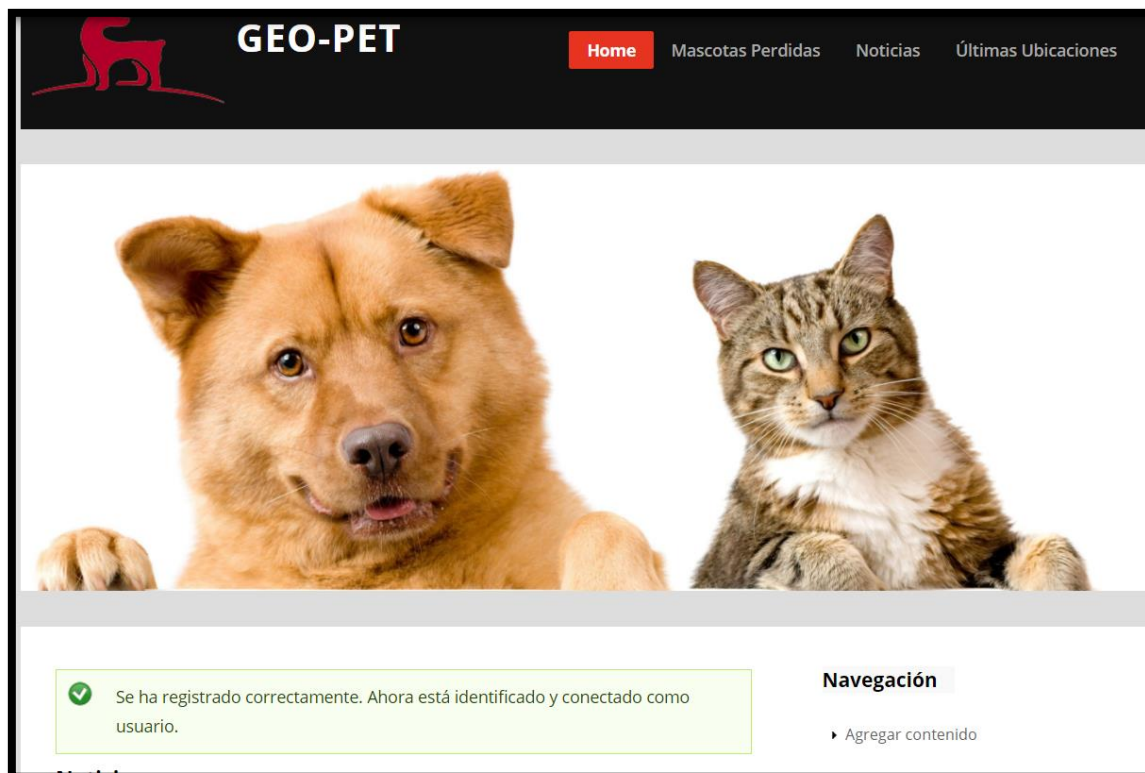 GEO-PET
Home Mascotas Perdidas Noticias Últimas Ubicaciones
Se ha registrado correctamente. Ahora está identificado y conectado como
usuario.
Navegación
Agregar contenido